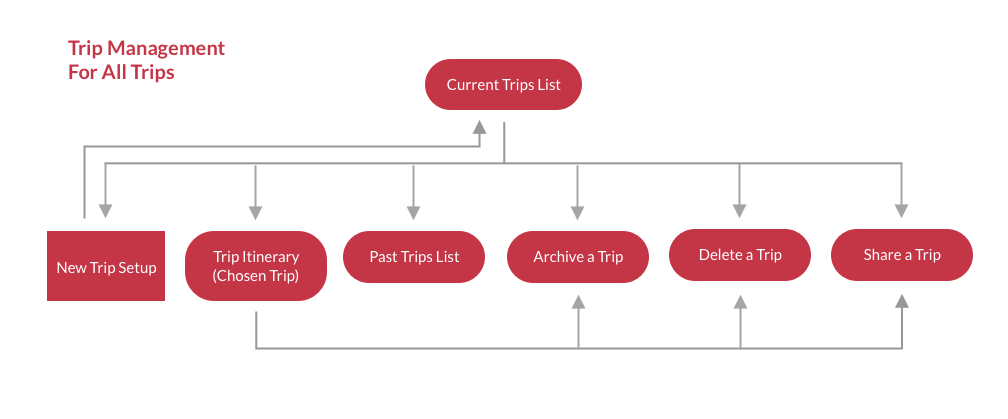 Trip Management
For All Trips
Current Trips List
New Trip Setup
Trip Itinerary
(Chosen Trip)
Past Trips List
Archive a Trip
Delete a Trip
Share a Trip